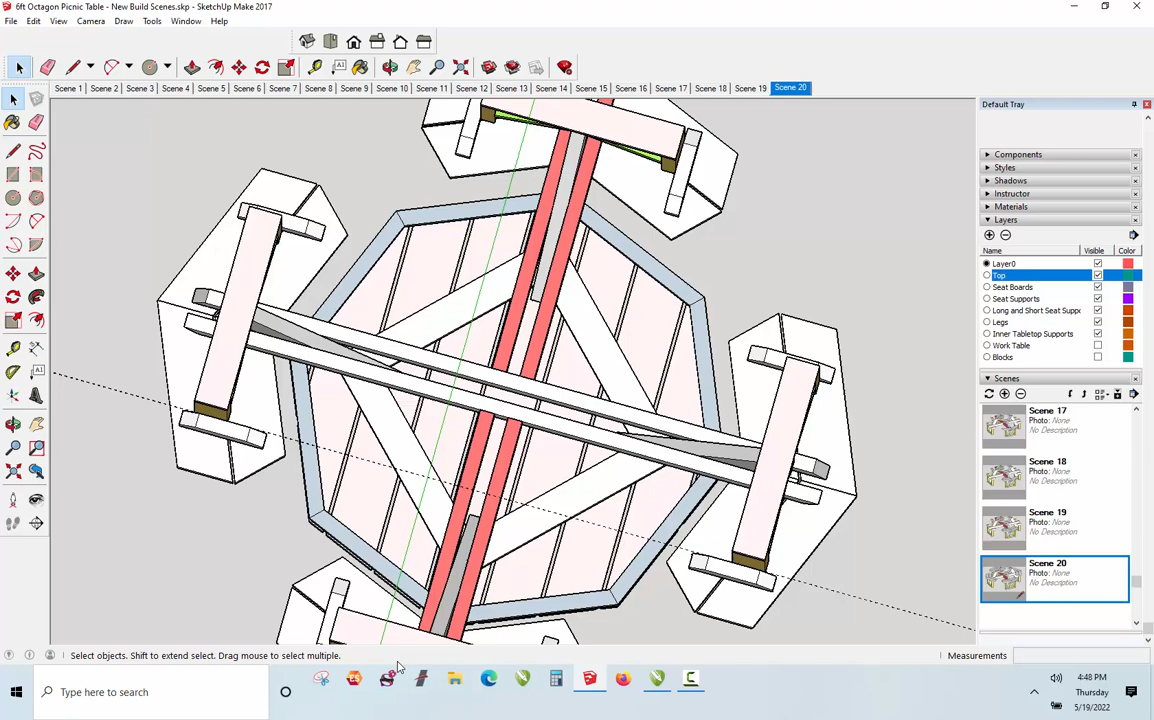 6ft Octagon Picnic Table - New Build Scenes.skp - SketchUp Make 2017
File Edit View Camera Draw Tools Window Help
Scene 1 Scene 2 Scene 3 Scene 4 Scene 5 Scene 6 Scene 7 Scene 8 Scene 9 Scene 10 Scene 11 Scene 12 Scene 13 Scene 14 Scene 15 Scene 16 Scene 17 Scene 18 Scene 19 Scene 20
Default Tray
Components
Styles
Shadows
Instructor
Materials
Layers
Name Visible Color
Layer0
Top
Seat Boards
Seat Supports
Long and Short Seat Suppo
Legs
Inner Tabletop Supports
Work Table
Blocks
Scenes
Scene 17
Photo: None
No Description
Scene 18
Photo: None
No Description
Scene 19
Photo: None
No Description
Scene 20
Photo: None
No Description
Select objects. Shift to extend select. Drag mouse to select multiple.
Measurements
Type here to search
4:48 PM
Thursday
5/19/2022